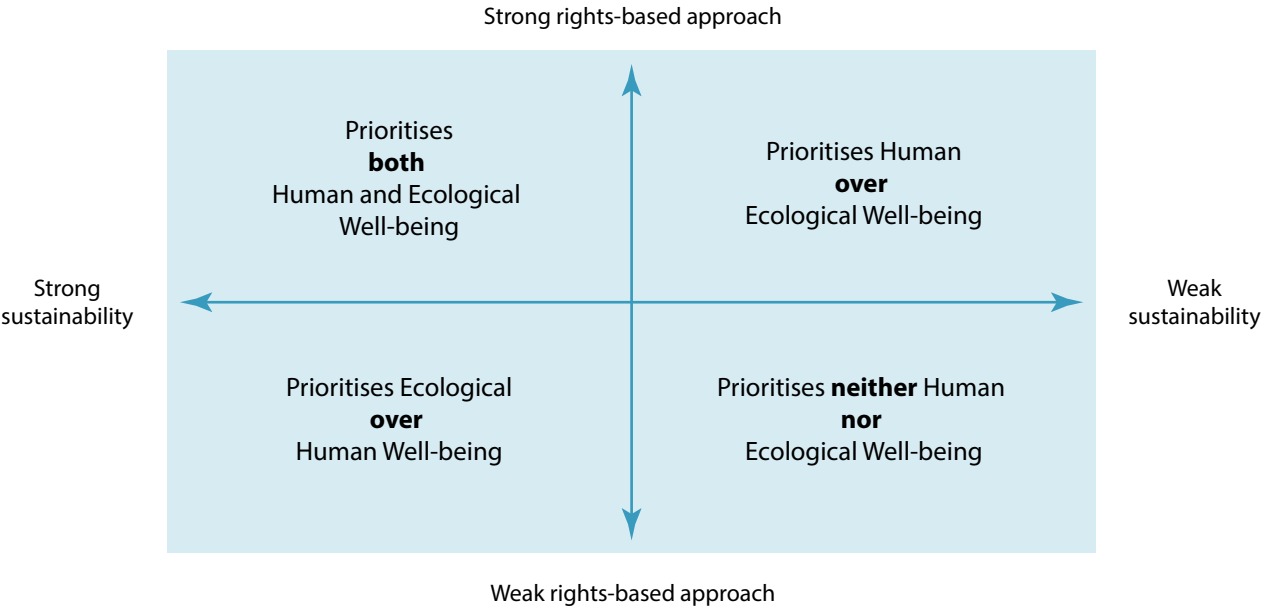 Strong rights-based approach
Prioritises
both
Human and Ecological
Well-being
Prioritises Human
over
Ecological Well-being
Strong
sustainability
Weak
sustainability
Prioritises Ecological
over
Human Well-being
Prioritises neither Human
nor
Ecological Well-being
Weak rights-based approach